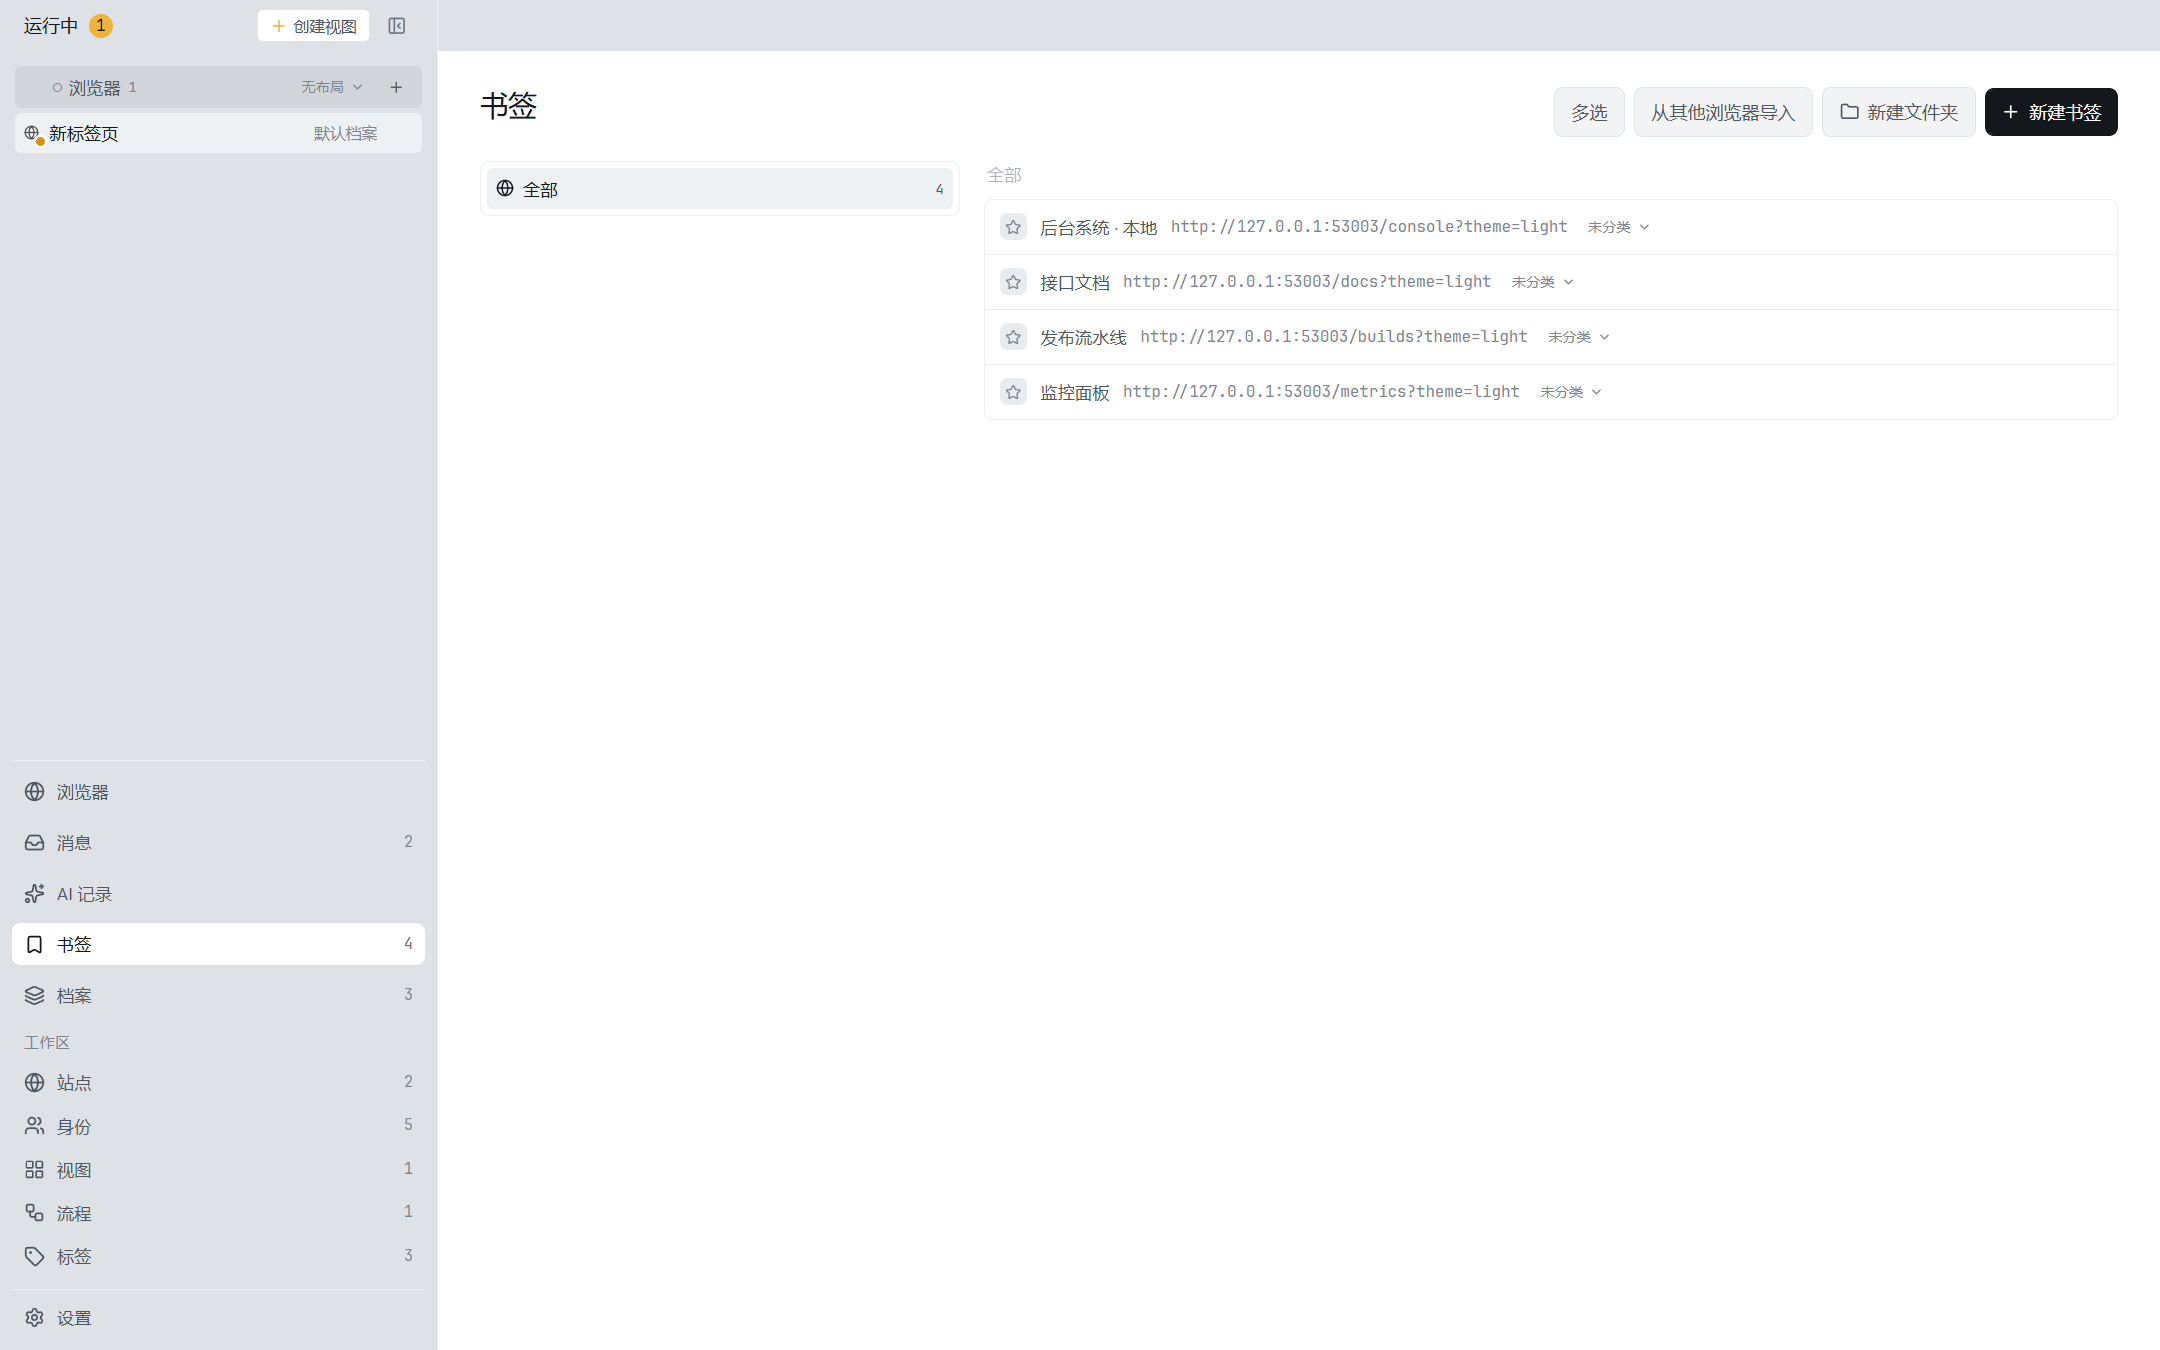 运行中 1 创建视图
浏览器 1 无布局
新标签页 默认档案
浏览器
消息 2
AI 记录
书签 4
档案 3
工作区
站点 2
身份 5
视图 1
流程 1
标签 3
设置
书签
多选 从其他浏览器导入 新建文件夹 新建书签
全部 4
全部
后台系统 · 本地 http://127.0.0.1:53003/console?theme=light 未分类
接口文档 http://127.0.0.1:53003/docs?theme=light 未分类
发布流水线 http://127.0.0.1:53003/builds?theme=light 未分类
监控面板 http://127.0.0.1:53003/metrics?theme=light 未分类